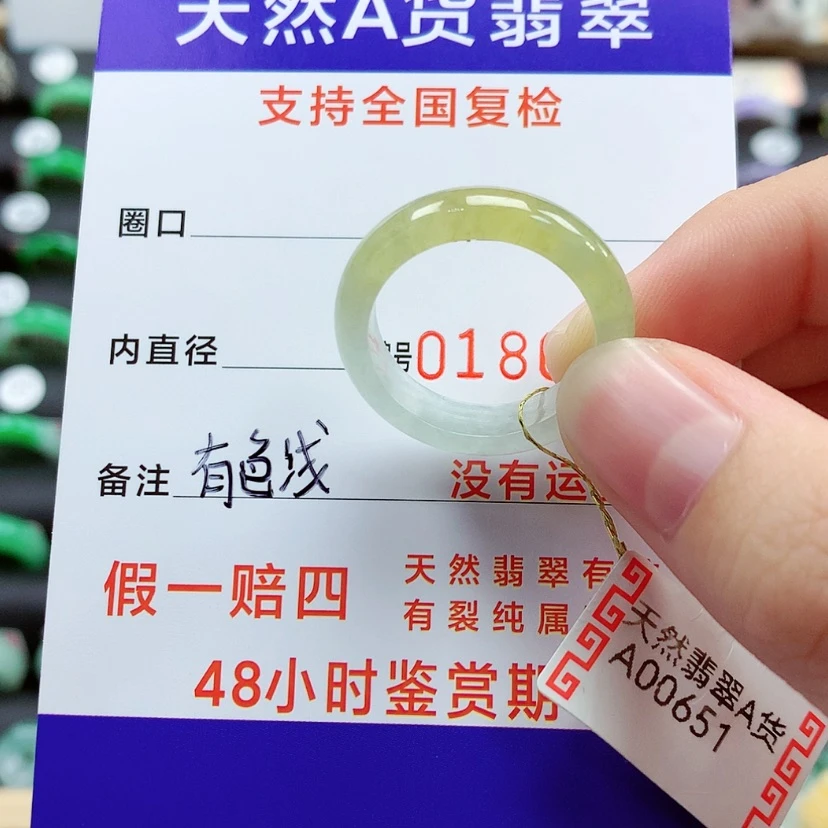 天然A货翡翠
支持全国复检
圈口
内直径
号 0180
备注 有色线
没有运
假一赔四
天然翡翠有
有裂纯属
48小时鉴赏期
天然翡翠A货
A00651